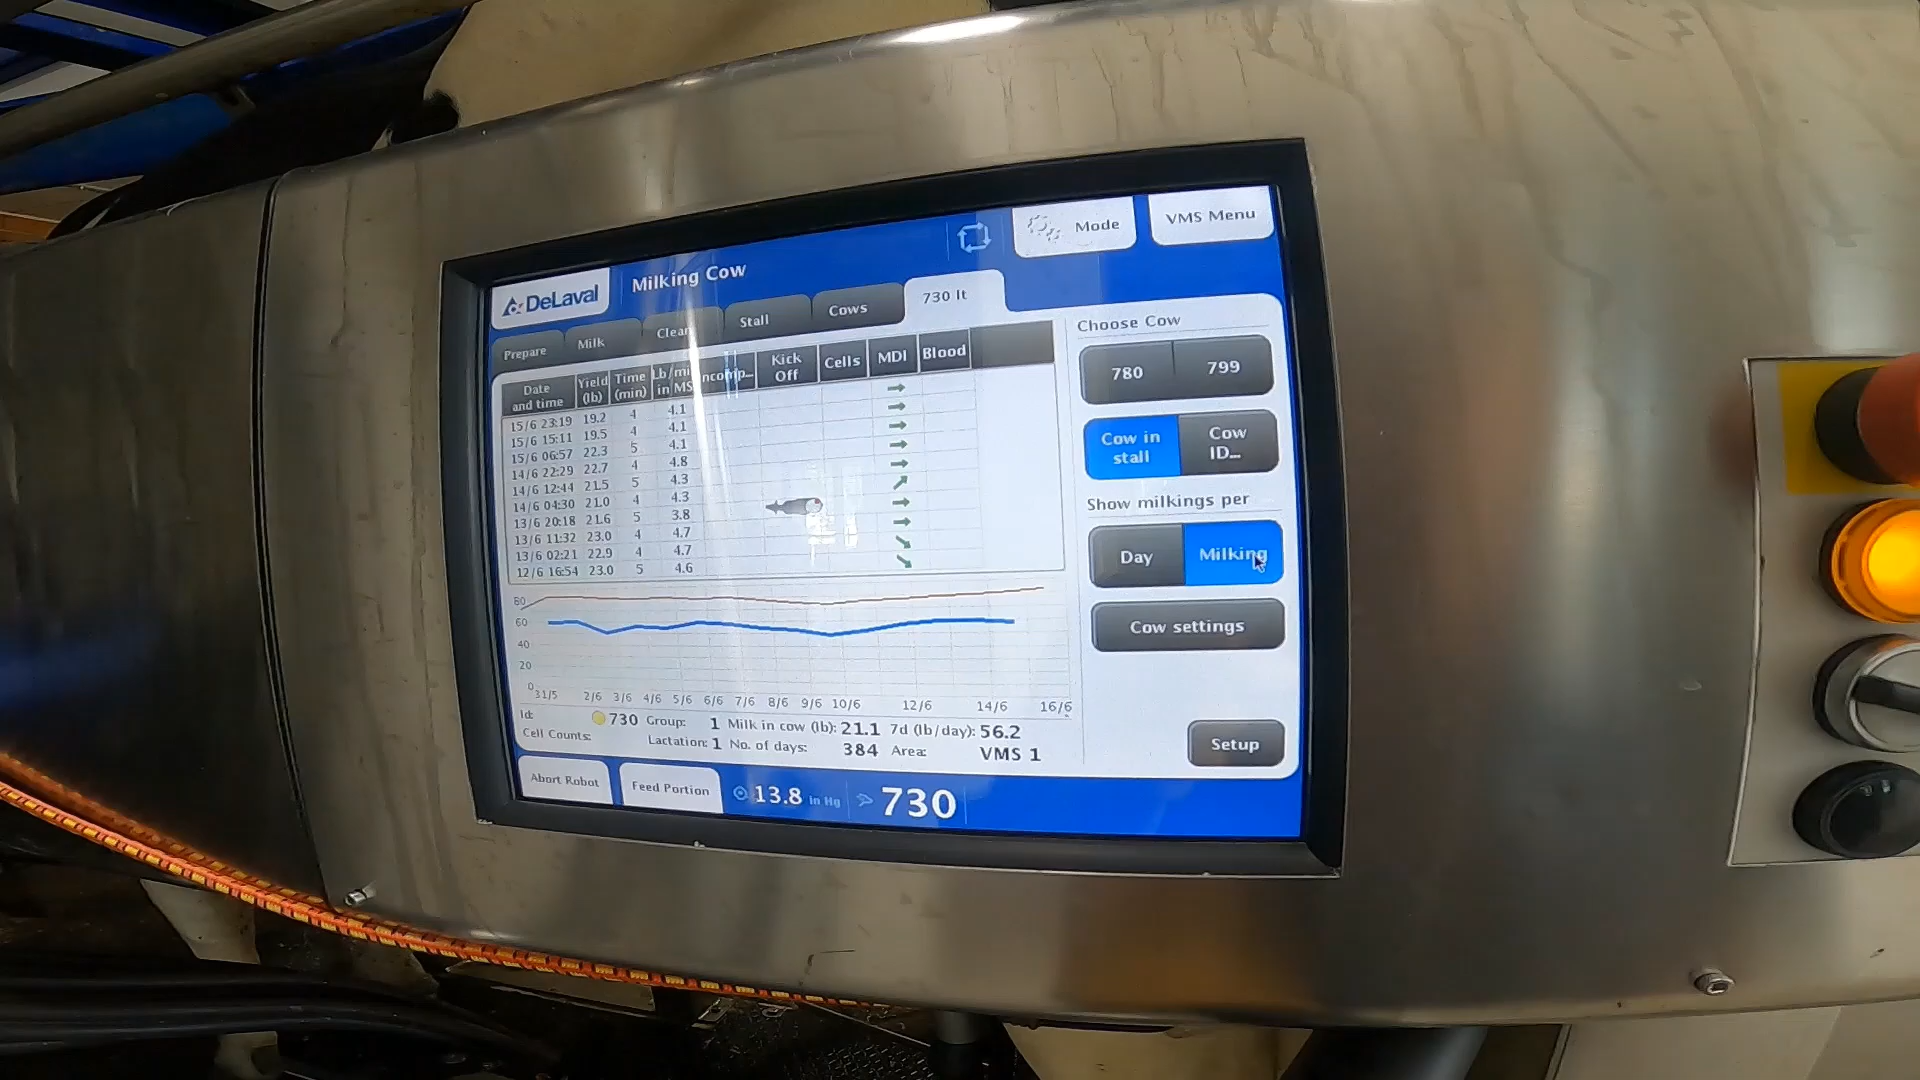 DeLaval
Milking Cow
Mode
VMS Menu
Prepare
Milk
Clean
Stall
Cows
730 lt
Date and time
Yield (lb)
Time (min)
Lb/mi in MS
Incomp...
Kick Off
Cells
MDI
Blood
15/6 23:19 19.2 4 4.1
15/6 15:11 19.5 4 4.1
15/6 06:57 22.3 5 4.1
14/6 22:29 22.7 4 4.8
14/6 12:44 21.5 5 4.3
14/6 04:30 21.0 4 4.3
13/6 20:18 21.6 5 3.8
13/6 11:32 23.0 4 4.7
13/6 02:21 22.9 4 4.7
12/6 16:54 23.0 5 4.6
80
60
40
20
0
31/5 2/6 3/6 4/6 5/6 6/6 7/6 8/6 9/6 10/6 12/6 14/6 16/6
Id: 730 Group: 1 Milk in cow (lb): 21.1 7d (lb/day): 56.2
Cell Counts: Lactation: 1 No. of days: 384 Area: VMS 1
Choose Cow
780 799
Cow in stall
Cow ID...
Show milkings per
Day
Milking
Cow settings
Setup
Abort Robot
Feed Portion
13.8 in Hg
730